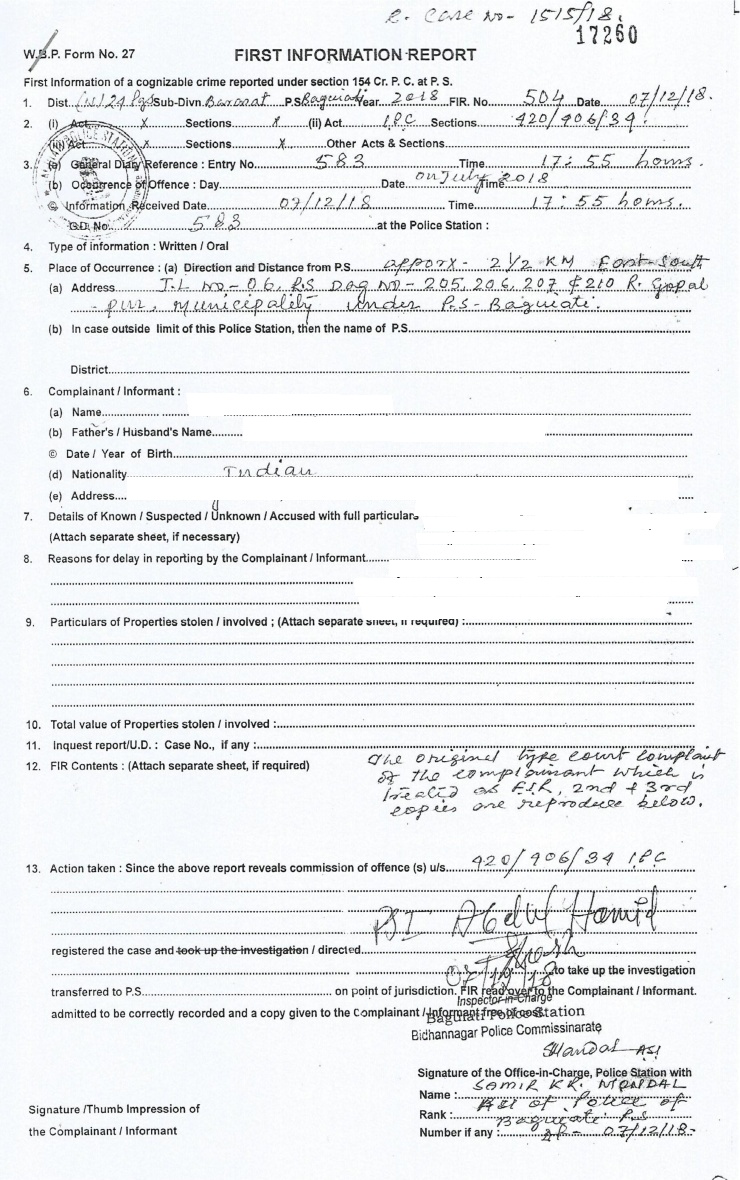 R. Case No- 1515/18.
17260
W.B.P. Form No. 27
FIRST INFORMATION REPORT
First Information of a cognizable crime reported under section 154 Cr. P. C. at P. S.
1. Dist. (N) 24 Pgs Sub-Divn. Barasat P.S Baguiati Year 2018 FIR. No 504 Date 07/12/18.
2. (i) Act X Sections X (ii) Act I.P.C Sections 420/406/34.
(iii) Act X Sections X Other Acts & Sections
3. (a) General Diary Reference : Entry No. 583 Time 17:55 hours.
(b) Occurence of Offence : Day Date on July 2018 Time
© Information Received Date 07/12/18 Time 17:55 hours.
G.D. No. 583 at the Police Station :
4. Type of information : Written / Oral
5. Place of Occurrence : (a) Direction and Distance from P.S. apporx- 2½ KM East-South
(a) Address J.L No-06, R.S Dag No-205, 206, 207 & 210 R. Gopal
- pur, Municipality Under P.S- Baguiati.
(b) In case outside limit of this Police Station, then the name of P.S
District
6. Complainant / Informant :
(a) Name
(b) Father's / Husband's Name
© Date / Year of Birth
(d) Nationality Indian
(e) Address
7. Details of Known / Suspected / Unknown / Accused with full particulars
(Attach separate sheet, if necessary)
8. Reasons for delay in reporting by the Complainant / Informant
9. Particulars of Properties stolen / involved ; (Attach separate sheet, if required) :
10. Total value of Properties stolen / involved :
11. Inquest report/U.D. : Case No., if any :
12. FIR Contents : (Attach separate sheet, if required) The original type court complaint
of the complainant which is
treated as FIR, 2nd & 3rd
copies are reproduce below.
13. Action taken : Since the above report reveals commission of offence (s) u/s. 420/406/34 IPC
PSI Abdul Hamid
registered the case and took up the investigation / directed
07/12/18 to take up the investigation
transferred to P.S. on point of jurisdiction. FIR read over to the Complainant / Informant.
admitted to be correctly recorded and a copy given to the Complainant / Informant free of cost.
Inspector-in-Charge
Baguiati Police Station
Bidhannagar Police Commissinarate
SMandal ASI
Signature of the Office-in-Charge, Police Station with
Name : SAMIR KR. MONDAL
Rank : ASI of Police of
Baguiati P.S
Number if any : 07/12/18
Signature /Thumb Impression of
the Complainant / Informant